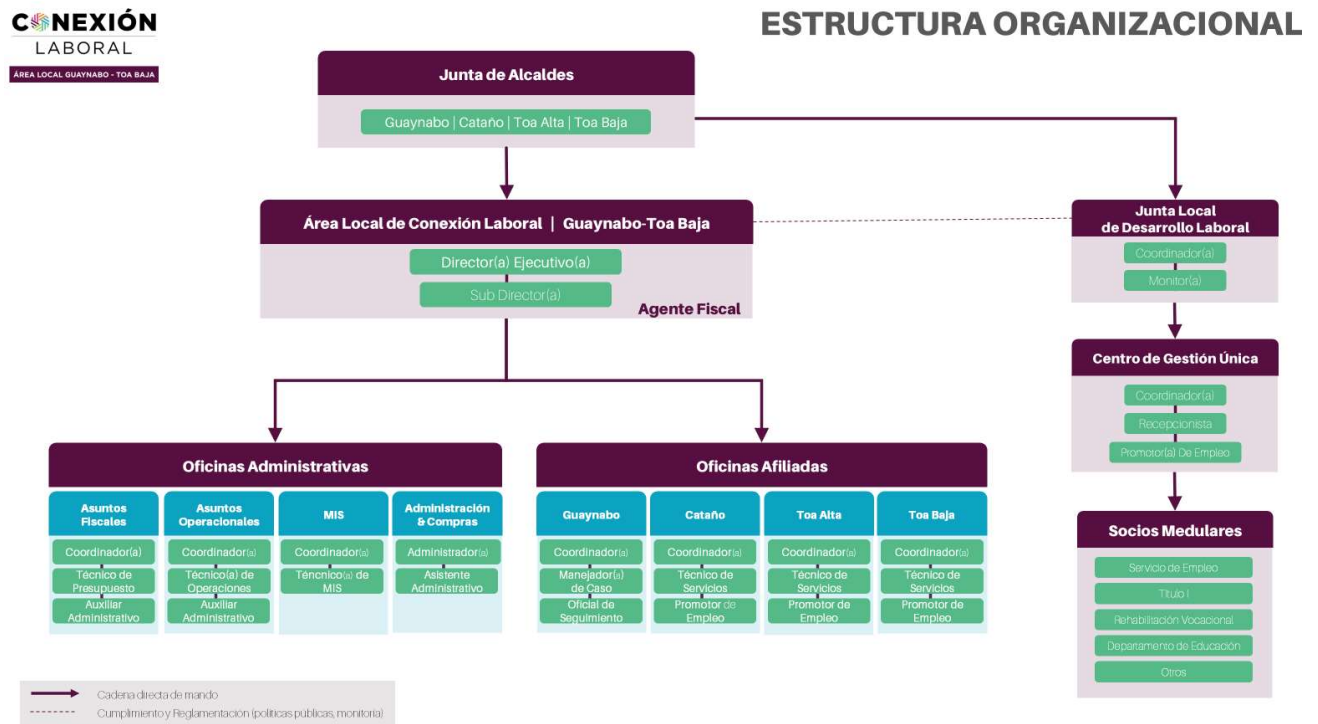 CONEXIÓN
LABORAL
ÁREA LOCAL GUAYNABO - TOA BAJA
ESTRUCTURA ORGANIZACIONAL
Junta de Alcaldes
Guaynabo | Cataño | Toa Alta | Toa Baja
Área Local de Conexión Laboral | Guaynabo-Toa Baja
Director(a) Ejecutivo(a)
Sub Director(a)
Agente Fiscal
Junta Local
de Desarrollo Laboral
Coordinador(a)
Monitor(a)
Centro de Gestión Única
Coordinador(a)
Recepcionista
Promotor(a) De Empleo
Socios Medulares
Servicio de Empleo
Título I
Rehabilitación Vocacional
Departamento de Educación
Otros
Oficinas Administrativas
Asuntos
Fiscales
Coordinador(a)
Técnico de
Presupuesto
Auxiliar
Administrativo
Asuntos
Operacionales
Coordinador(a)
Técnico(a) de
Operaciones
Auxiliar
Administrativo
MIS
Coordinador(a)
Téncnico(a) de
MIS
Administración
& Compras
Administrador(a)
Asistente
Administrativo
Oficinas Afiliadas
Guaynabo
Coordinador(a)
Manejador(a)
de Caso
Oficial de
Seguimiento
Cataño
Coordinador(a)
Técnico de
Servicios
Promotor de
Empleo
Toa Alta
Coordinador(a)
Técnico de
Servicios
Promotor de
Empleo
Toa Baja
Coordinador(a)
Técnico de
Servicios
Promotor de
Empleo
Cadena directa de mando
Cumplimiento y Reglamentación (políticas públicas, monitoría)